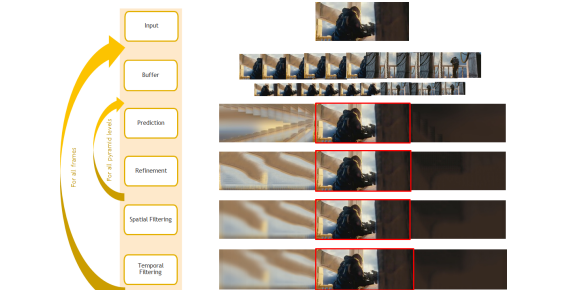 Input
Buffer
Prediction
Refinement
Spatial Filtering
Temporal
Filtering
For all frames
For all pyramid levels